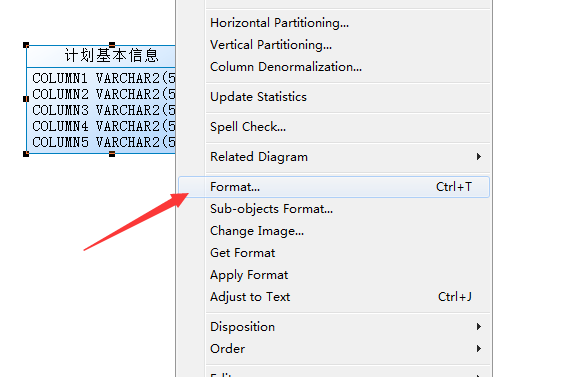 Horizontal Partitioning...
Vertical Partitioning...
Column Denormalization...
Update Statistics
Spell Check...
Related Diagram
Format... Ctrl+T
Sub-objects Format...
Change Image...
Get Format
Apply Format
Adjust to Text Ctrl+J
Disposition
Order
计划基本信息
COLUMN1 VARCHAR2(5
COLUMN2 VARCHAR2(5
COLUMN3 VARCHAR2(5
COLUMN4 VARCHAR2(5
COLUMN5 VARCHAR2(5